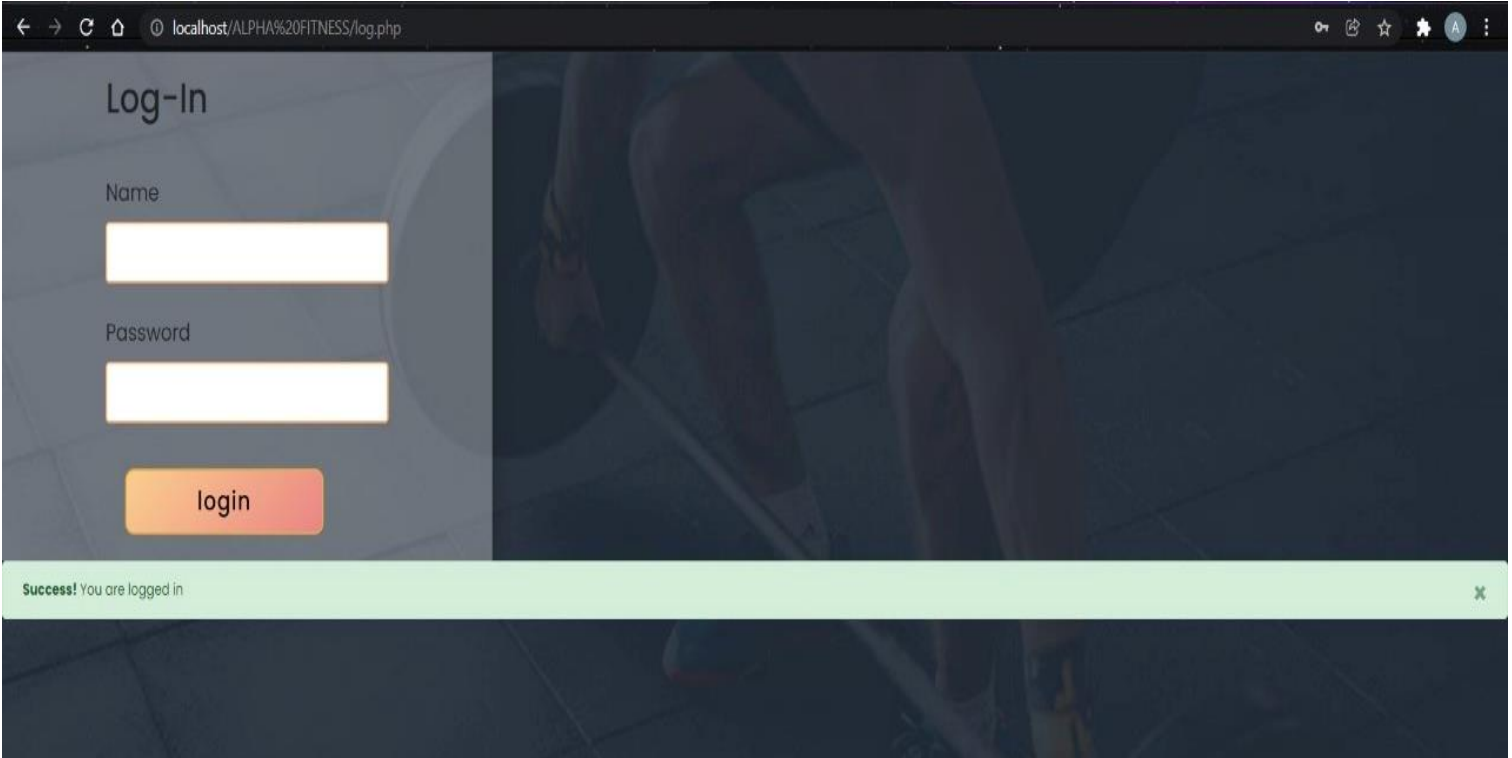 localhost/ALPHA%20FITNESS/log.php
A
Log-In
Name
Password
login
Success! You are logged in
×